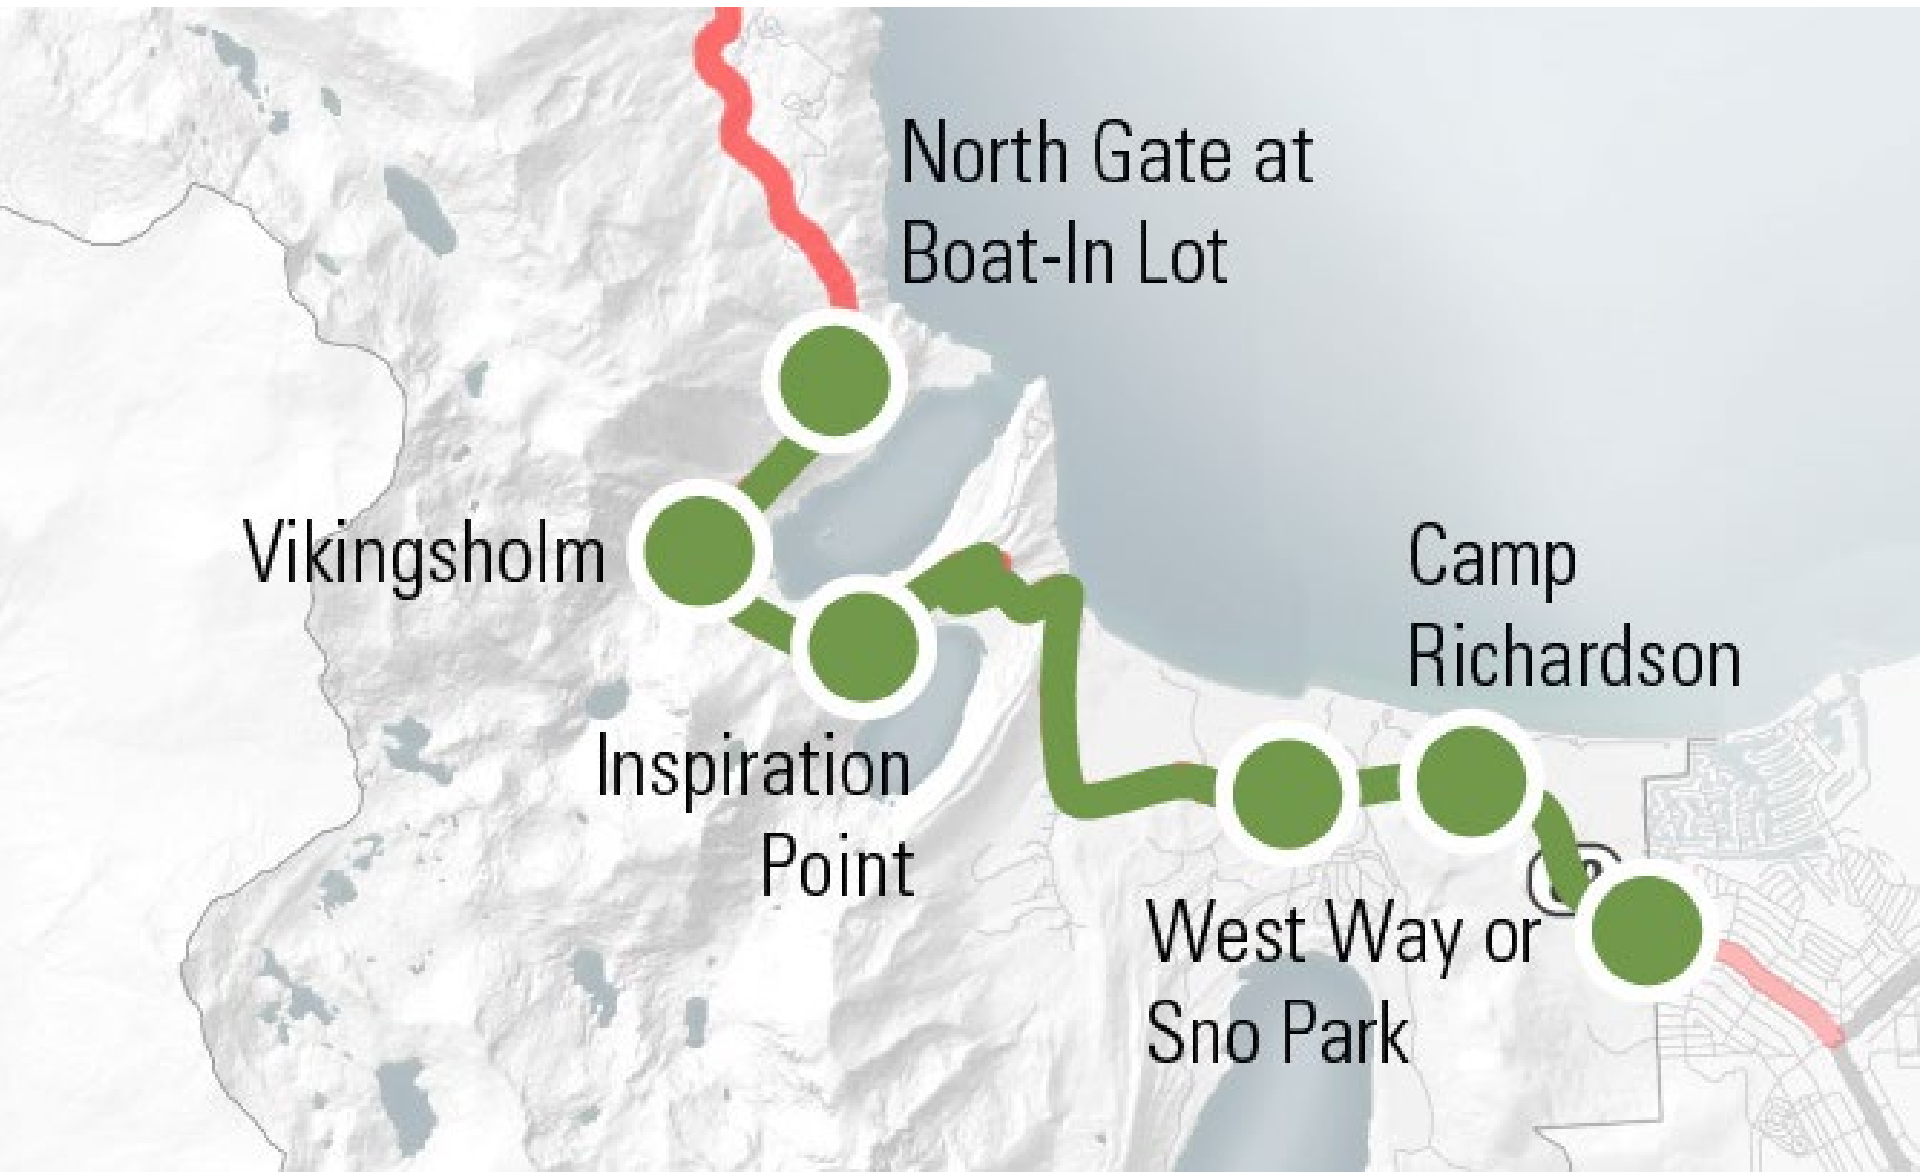 North Gate at
Boat-In Lot
Vikingsholm
Camp
Richardson
Inspiration
Point
West Way or
Sno Park